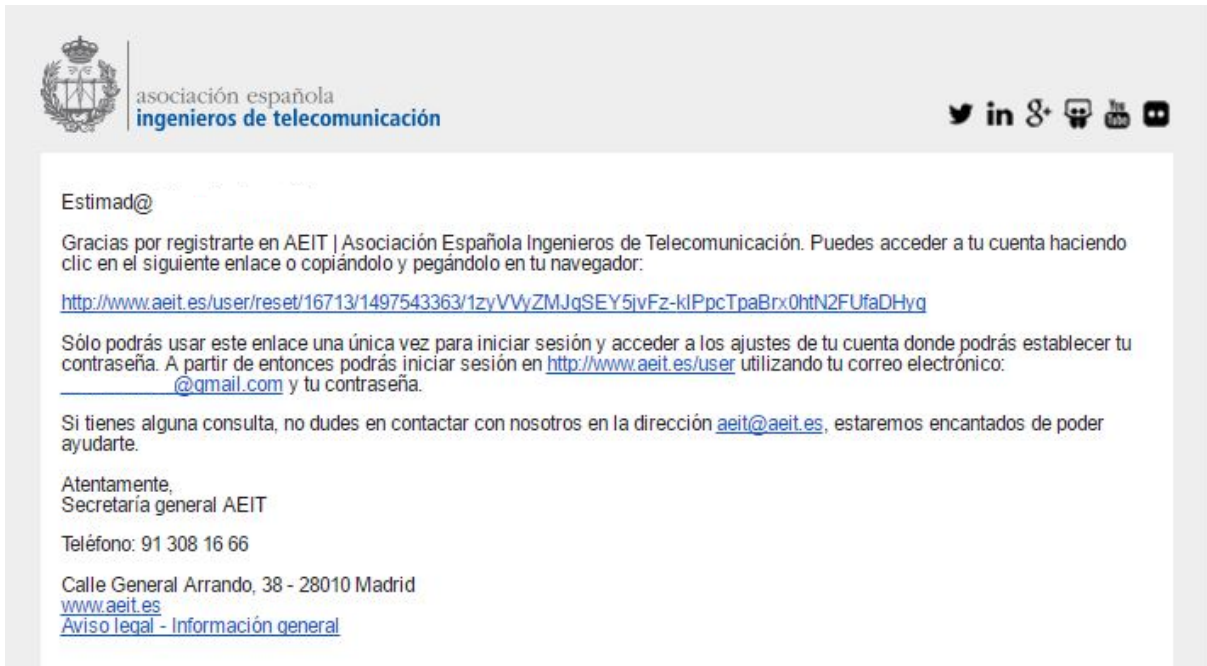 asociación española
ingenieros de telecomunicación
in 8+ You Tube
Estimad@
Gracias por registrarte en AEIT | Asociación Española Ingenieros de Telecomunicación. Puedes acceder a tu cuenta haciendo
clic en el siguiente enlace o copiándolo y pegándolo en tu navegador:
http://www.aeit.es/user/reset/16713/1497543363/1zyVVyZMJgSEY5jvFz-kIPpcTpaBrx0htN2FUfaDHyg
Sólo podrás usar este enlace una única vez para iniciar sesión y acceder a los ajustes de tu cuenta donde podrás establecer tu
contraseña. A partir de entonces podrás iniciar sesión en http://www.aeit.es/user utilizando tu correo electrónico:
@gmail.com y tu contraseña.
Si tienes alguna consulta, no dudes en contactar con nosotros en la dirección aeit@aeit.es, estaremos encantados de poder
ayudarte.
Atentamente,
Secretaría general AEIT
Teléfono: 91 308 16 66
Calle General Arrando, 38 - 28010 Madrid
www.aeit.es
Aviso legal - Información general